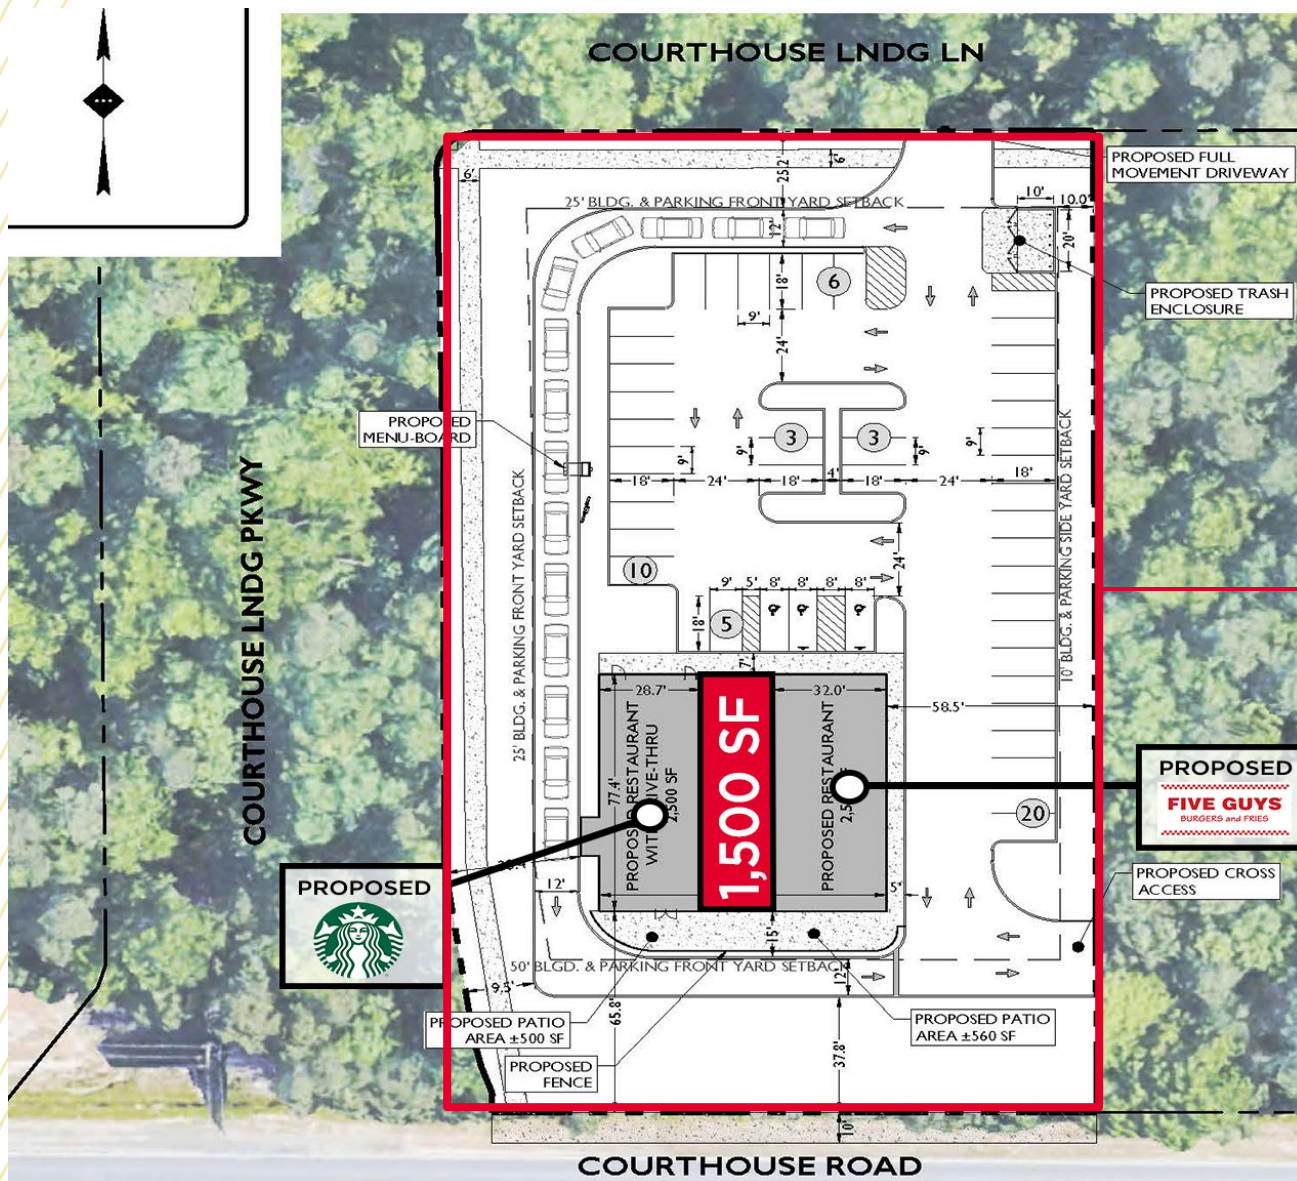 COURTHOUSE LNDG LN
PROPOSED FULL
MOVEMENT DRIVEWAY
6'
25.2'
6'
25' BLDG. & PARKING FRONT YARD SETBACK
10'
10.0'
12'
20'
PROPOSED TRASH
ENCLOSURE
18'
6
9'
24'
PROPOSED
MENU-BOARD
3
3
9'
9'
9'
9'
18'
24'
18'
4'
18'
24'
18'
COURTHOUSE LNDG PKWY
25' BLDG. & PARKING FRONT YARD SETBACK
10' BLDG. & PARKING SIDE YARD SETBACK
24'
10
9'
5'
8'
8'
8'
8'
18'
5
7'
28.7'
32.0'
58.5'
77.4'
PROPOSED RESTAURANT
2,500 SF
1,500 SF
PROPOSED RESTAURANT
PROPOSED
FIVE GUYS
BURGERS and FRIES
20
PROPOSED
12'
5'
PROPOSED CROSS
ACCESS
15'
50' BLGD. & PARKING FRONT YARD SETBACK
12'
9.5'
65.8'
37.8'
PROPOSED PATIO
AREA ±500 SF
PROPOSED PATIO
AREA ±560 SF
PROPOSED
FENCE
10'
COURTHOUSE ROAD